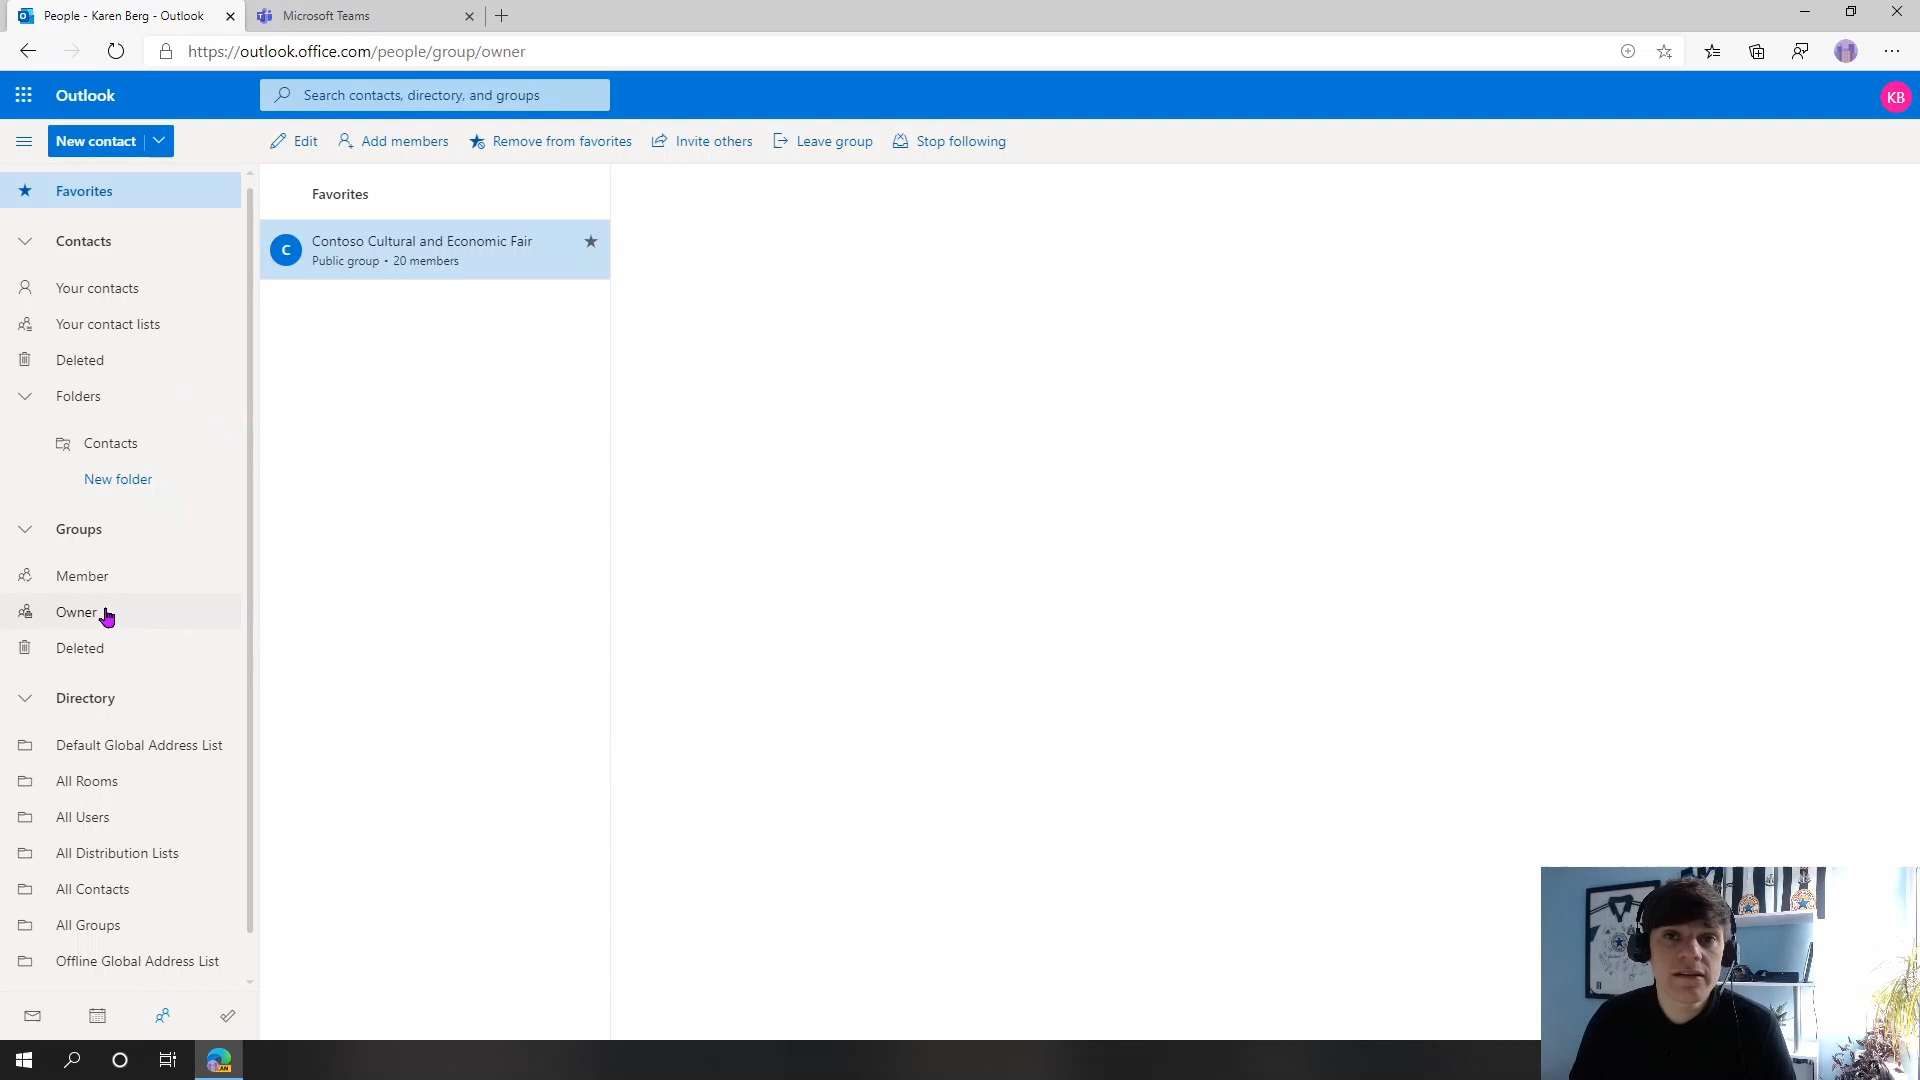 People - Karen Berg - Outlook
Microsoft Teams
https://outlook.office.com/people/group/owner
Outlook
Search contacts, directory, and groups
KB
New contact
Edit
Add members
Remove from favorites
Invite others
Leave group
Stop following
Favorites
Contacts
Your contacts
Your contact lists
Deleted
Folders
Contacts
New folder
Groups
Member
Owner
Deleted
Directory
Default Global Address List
All Rooms
All Users
All Distribution Lists
All Contacts
All Groups
Offline Global Address List
Favorites
C
Contoso Cultural and Economic Fair
Public group • 20 members